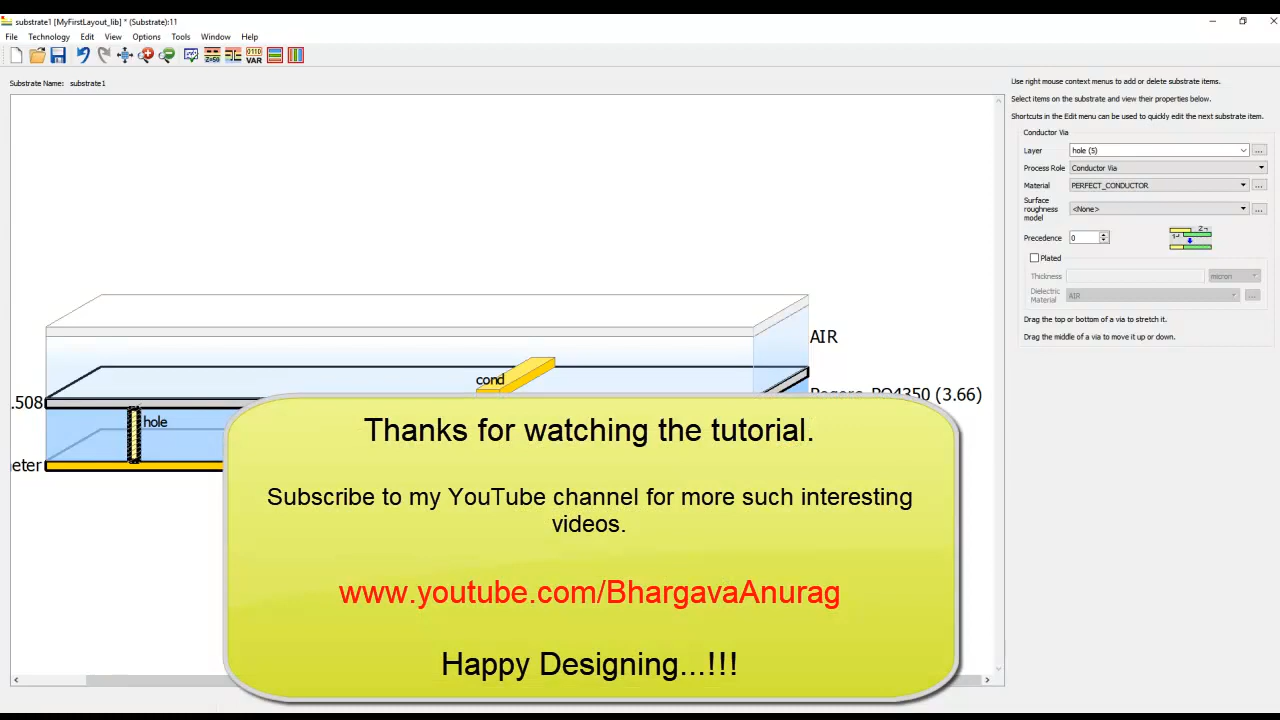 substrate1 [MyFirstLayout_lib] * (Substrate):11
File Technology Edit View Options Tools Window Help
Substrate Name: substrate1
Use right mouse context menus to add or delete substrate items.
Select items on the substrate and view their properties below.
Shortcuts in the Edit menu can be used to quickly edit the next substrate item.
Conductor Via
Layer hole (5)
Process Role Conductor Via
Material PERFECT_CONDUCTOR
Surface roughness model <None>
Precedence 0
Plated
Thickness micron
Dielectric Material AIR
Drag the top or bottom of a via to stretch it.
Drag the middle of a via to move it up or down.
AIR
cond
.508
hole
eter
(3.66)
Thanks for watching the tutorial.
Subscribe to my YouTube channel for more such interesting
videos.
www.youtube.com/BhargavaAnurag
Happy Designing...!!!